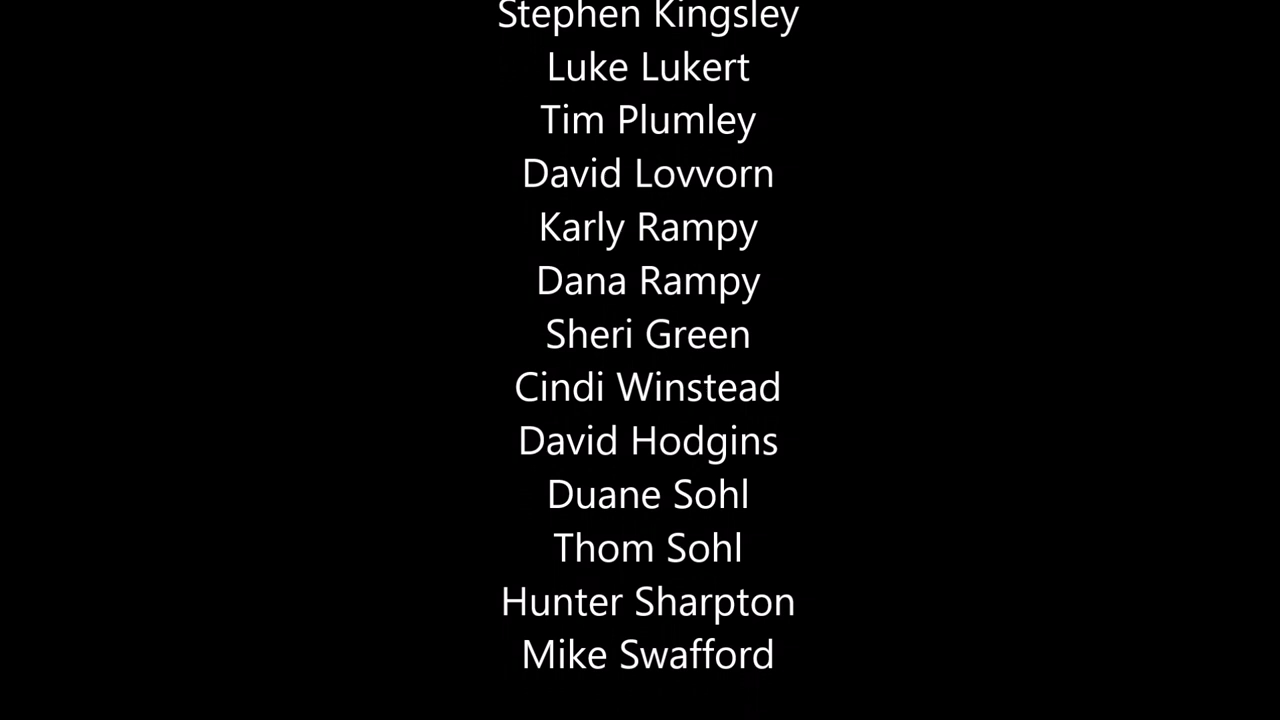 Stephen Kingsley
Luke Lukert
Tim Plumley
David Lovvorn
Karly Rampy
Dana Rampy
Sheri Green
Cindi Winstead
David Hodgins
Duane Sohl
Thom Sohl
Hunter Sharpton
Mike Swafford